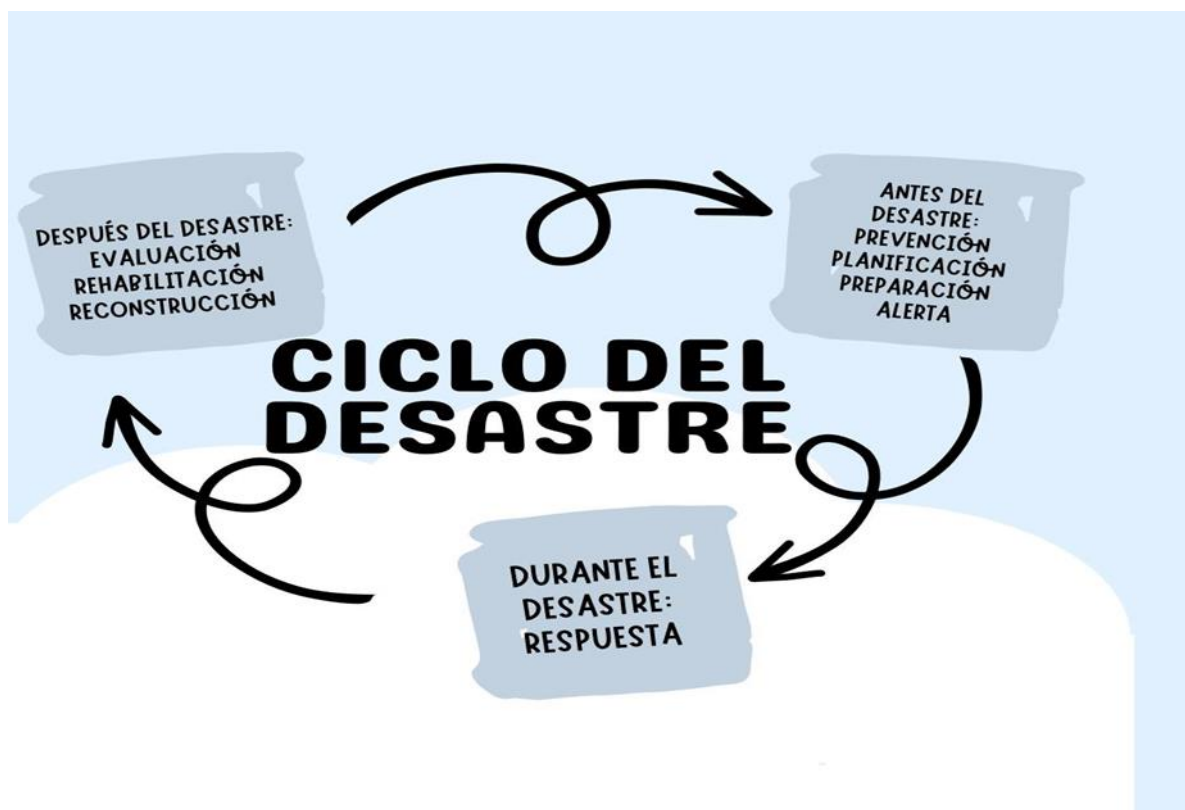 DESPUÉS DEL DESASTRE:
EVALUACIÓN
REHABILITACIÓN
RECONSTRUCCIÓN
ANTES DEL
DESASTRE:
PREVENCIÓN
PLANIFICACIÓN
PREPARACIÓN
ALERTA
CICLO DEL
DESASTRE
DURANTE EL
DESASTRE:
RESPUESTA